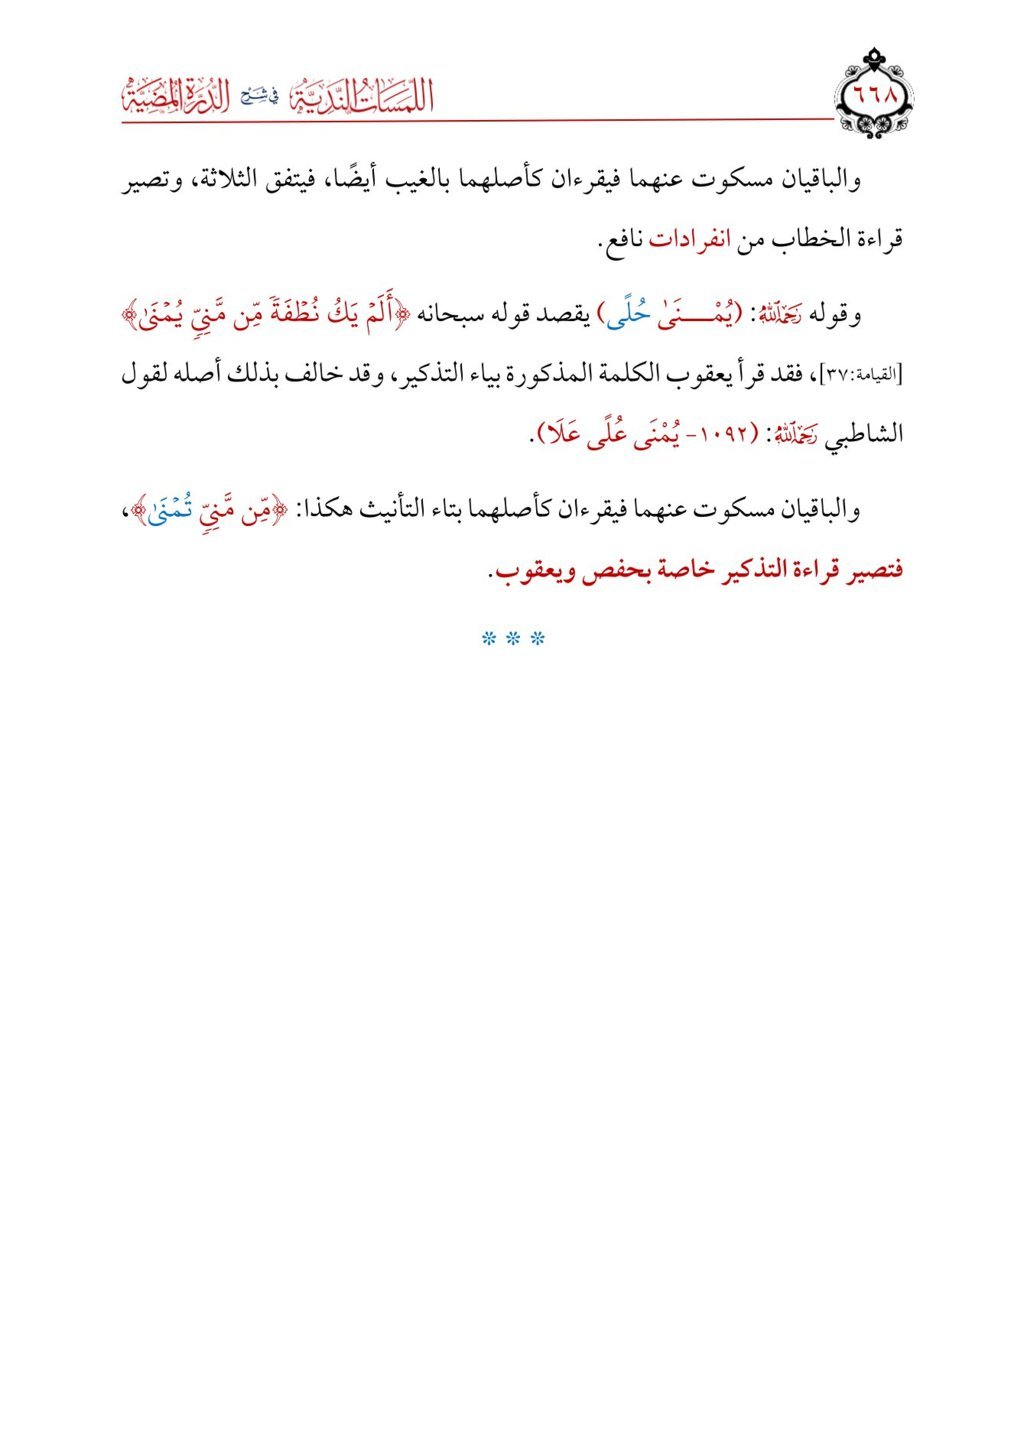 ٦٦٨
اللمسات الندية في شرح الدرة المضية
والباقيان مسكوت عنهما فيقرءان كأصلهما بالغيب أيضًا، فيتفق الثلاثة، وتصير
قراءة الخطاب من انفرادات نافع.
وقوله رَحِمَهُ اللَّهُ: (يُمْـــنَىٰ حُلًى) يقصد قوله سبحانه ﴿أَلَمْ يَكُ نُطْفَةً مِّن مَّنِيٍّ يُمْنَىٰ﴾
[القيامة:٣٧]، فقد قرأ يعقوب الكلمة المذكورة بياء التذكير، وقد خالف بذلك أصله لقول
الشاطبي رَحِمَهُ اللَّهُ: (١٠٩٢- يُمْنَى عُلًى عَلَا).
والباقيان مسكوت عنهما فيقرءان كأصلهما بتاء التأنيث هكذا: ﴿مِّن مَّنِيٍّ تُمْنَىٰ﴾،
فتصير قراءة التذكير خاصة بحفص ويعقوب.
* * *